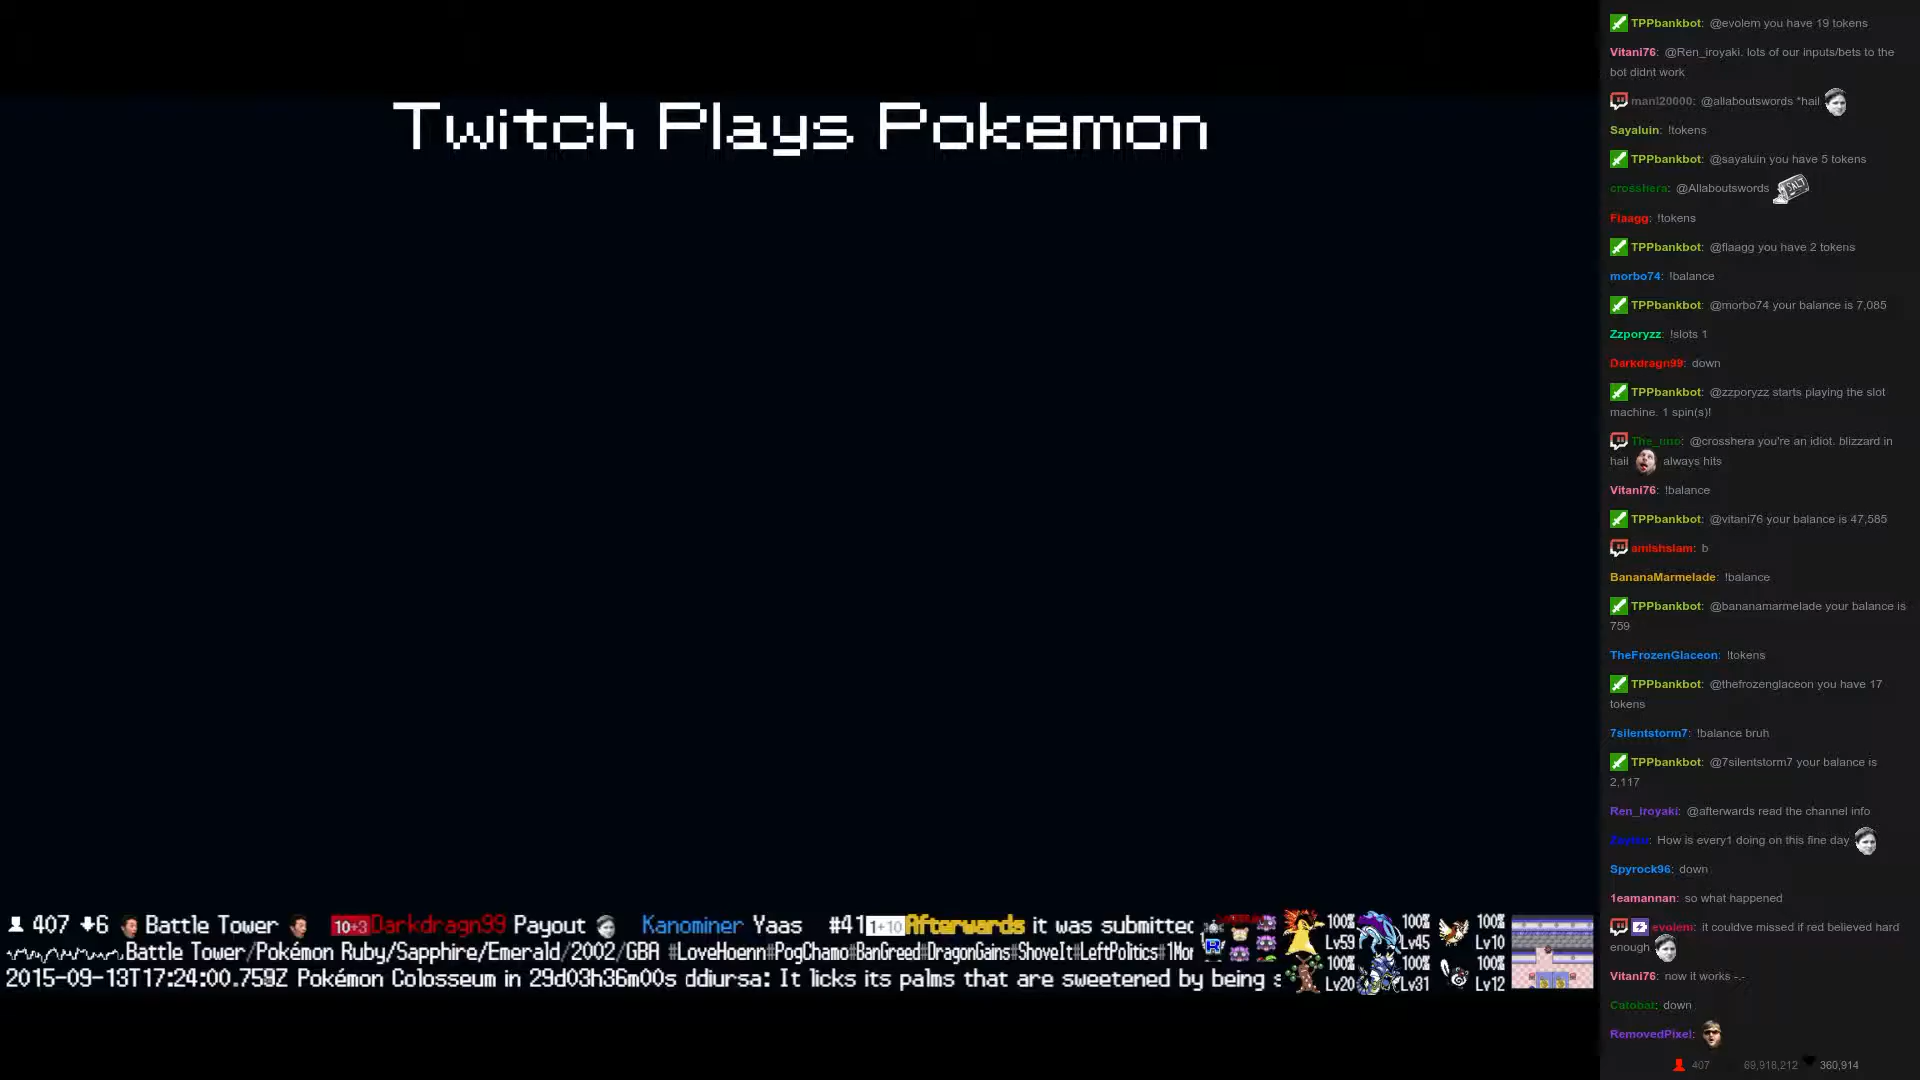 Twitch Plays Pokemon
407 6 Battle Tower 10+3 Darkdragn99 Payout Kanominer Yaas #41 1+10 Afterwards it was submitted
Battle Tower/Pokémon Ruby/Sapphire/Emerald/2002/GBA #LoveHoenn#PogChamo#BanGreed#DragonGains#ShoveIt#LeftPolitics#1Mor
2015-09-13T17:24:00.759Z Pokémon Colosseum in 29d03h36m00s ddiursa: It licks its palms that are sweetened by being s
100% 100% 100%
Lv59 Lv45 Lv10
100% 100% 100%
Lv20 Lv31 Lv12
TPPbankbot: @evolem you have 19 tokens
Vitani76: @Ren_iroyaki. lots of our inputs/bets to the
bot didnt work
mani20000: @allaboutswords *hail
Sayaluin: !tokens
TPPbankbot: @sayaluin you have 5 tokens
crosshera: @Allaboutswords
SALT
Flaagg: !tokens
TPPbankbot: @flaagg you have 2 tokens
morbo74: !balance
TPPbankbot: @morbo74 your balance is 7,085
Zzporyzz: !slots 1
Darkdragn99: down
TPPbankbot: @zzporyzz starts playing the slot
machine. 1 spin(s)!
The_uno: @crosshera you're an idiot. blizzard in
hail always hits
Vitani76: !balance
TPPbankbot: @vitani76 your balance is 47,585
amishslam: b
BananaMarmelade: !balance
TPPbankbot: @bananamarmelade your balance is
759
TheFrozenGlaceon: !tokens
TPPbankbot: @thefrozenglaceon you have 17
tokens
7silentstorm7: !balance bruh
TPPbankbot: @7silentstorm7 your balance is
2,117
Ren_iroyaki: @afterwards read the channel info
How is every1 doing on this fine day
Spyrock96: down
1eamannan: so what happened
evolem: it couldve missed if red believed hard
enough
Vitani76: now it works -.-
Catobat: down
RemovedPixel:
407 69,918,212 360,914